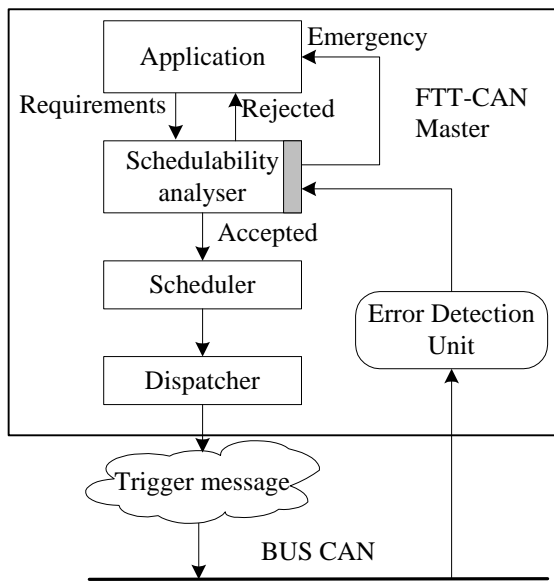 Emergency
Application
FTT-CAN
Master
Requirements
Rejected
Schedulability
analyser
Accepted
Scheduler
Error Detection
Unit
Dispatcher
Trigger message
BUS CAN